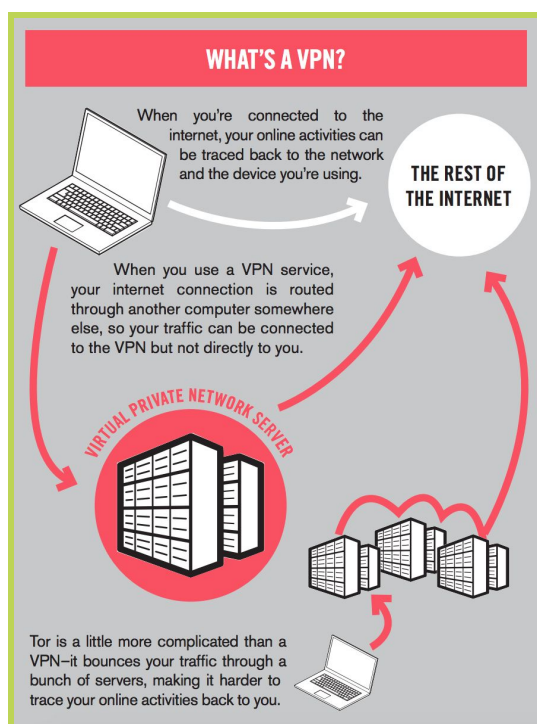 WHAT'S A VPN?
When you're connected to the
internet, your online activities can
be traced back to the network
and the device you're using.
THE REST OF
THE INTERNET
When you use a VPN service,
your internet connection is routed
through another computer somewhere
else, so your traffic can be connected
to the VPN but not directly to you.
VIRTUAL PRIVATE NETWORK SERVER
Tor is a little more complicated than a
VPN–it bounces your traffic through a
bunch of servers, making it harder to
trace your online activities back to you.